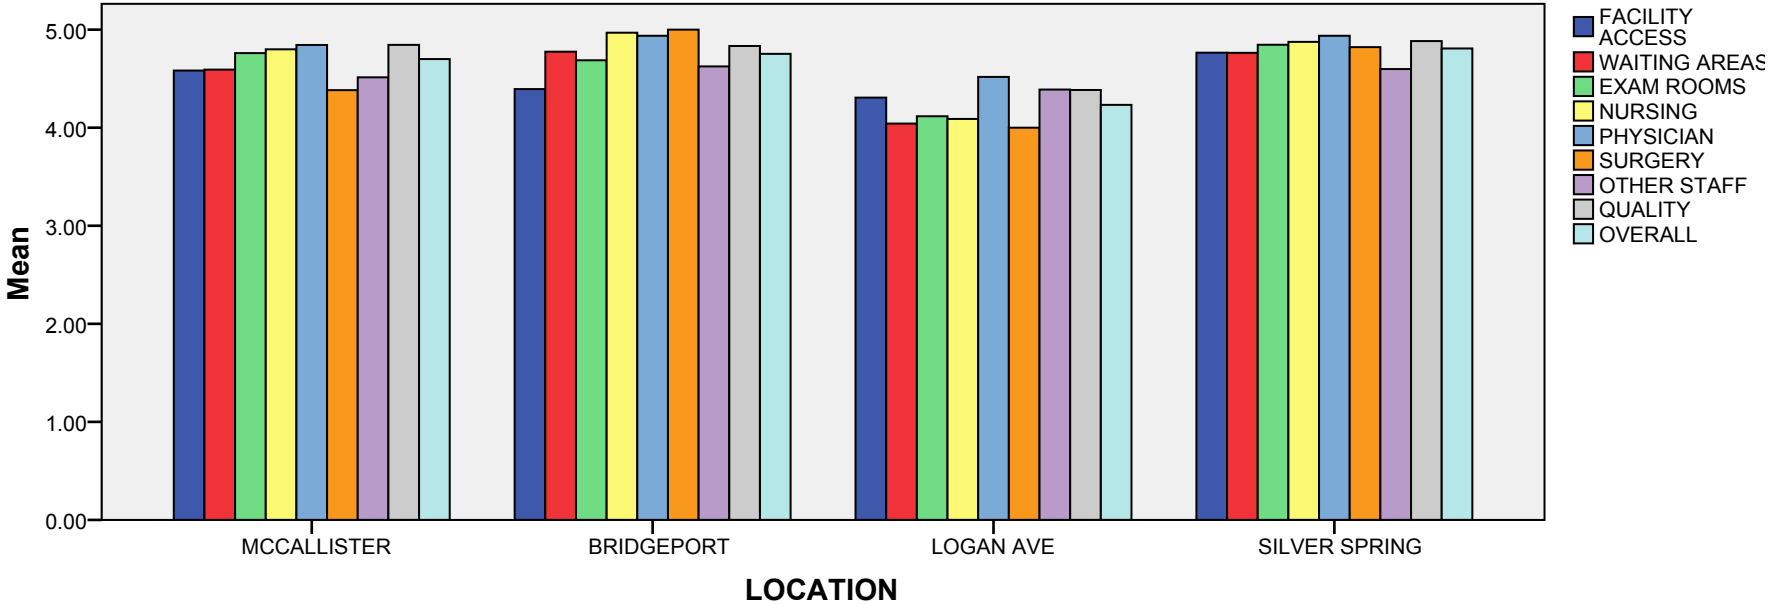 Mean
5.00
4.00
3.00
2.00
1.00
0.00
MCCALLISTER
BRIDGEPORT
LOGAN AVE
SILVER SPRING
LOCATION
FACILITY
ACCESS
WAITING AREAS
EXAM ROOMS
NURSING
PHYSICIAN
SURGERY
OTHER STAFF
QUALITY
OVERALL